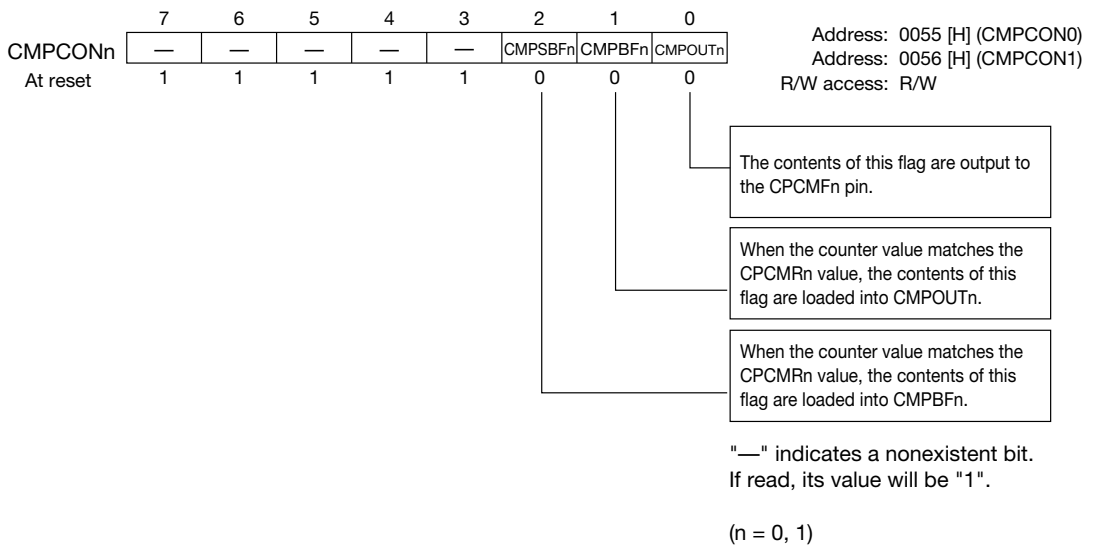 7 6 5 4 3 2 1 0
CMPCONn — — — — — CMPSBFn CMPBFn CMPOUTn
At reset 1 1 1 1 1 0 0 0
Address: 0055 [H] (CMPCON0)
Address: 0056 [H] (CMPCON1)
R/W access: R/W
The contents of this flag are output to
the CPCMFn pin.
When the counter value matches the
CPCMRn value, the contents of this
flag are loaded into CMPOUTn.
When the counter value matches the
CPCMRn value, the contents of this
flag are loaded into CMPBFn.
"—" indicates a nonexistent bit.
If read, its value will be "1".
(n = 0, 1)